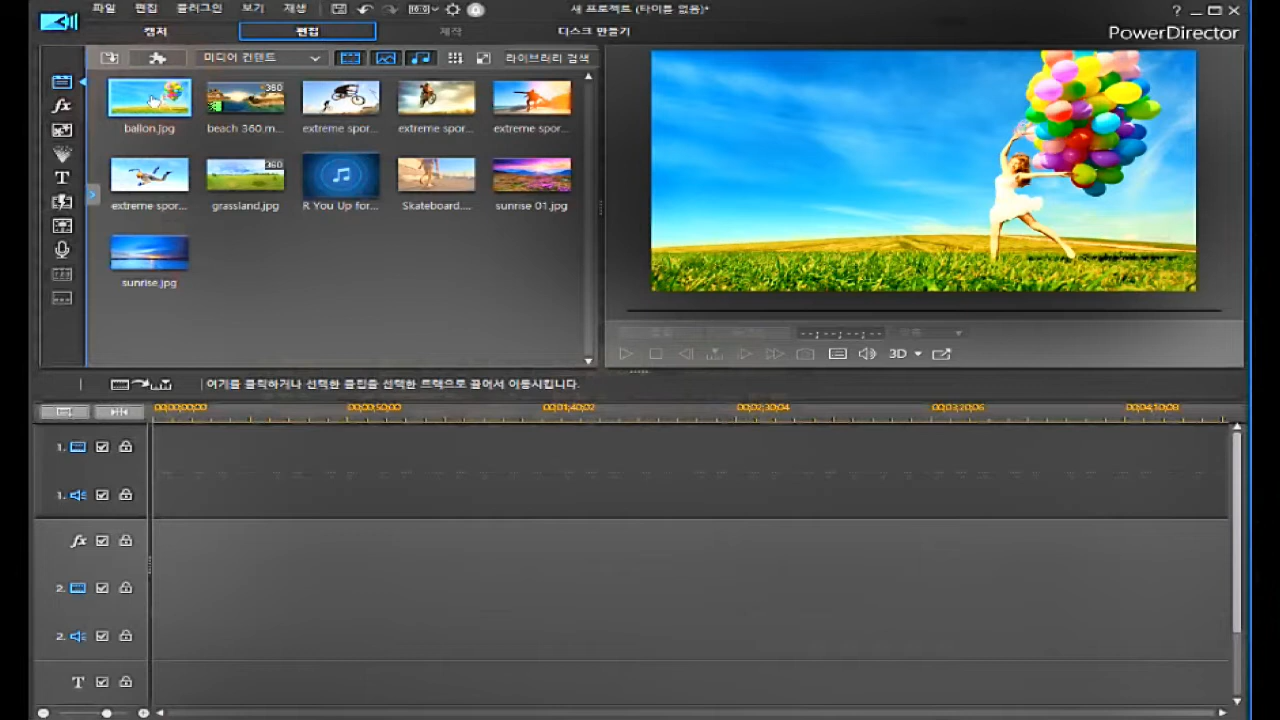 파일 편집 플러그인 보기 재생 새 프로젝트 (타이틀 없음)*
캡처 편집 제작 디스크 만들기 PowerDirector
미디어 컨텐트 라이브러리 검색
ballon.jpg beach 360.m... extreme spor... extreme spor... extreme spor...
extreme spor... grassland.jpg R You Up for... Skateboard.... sunrise 01.jpg
sunrise.jpg
3D
여기를 클릭하거나 선택한 클립을 선택한 트랙으로 끌어서 이동시킵니다.
00;00;00;00 00;00;50;00 00;01;40;02 00;02;30;04 00;03;20;06 00;04;10;08
1.
1.
fx
2.
2.
T